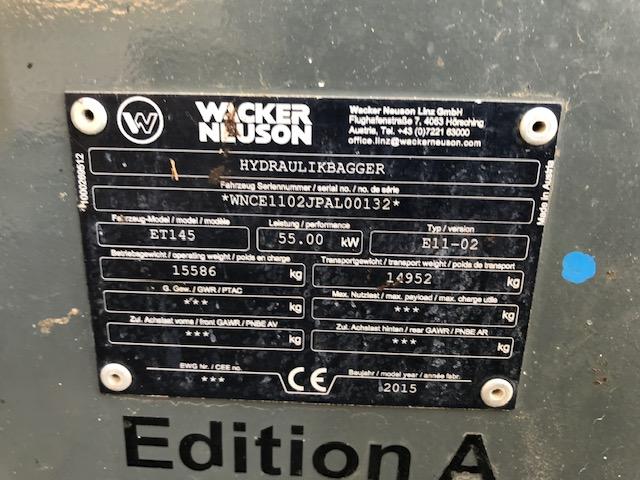 W WACKER NEUSON
Wacker Neuson Linz GmbH
Flughafenstraße 7, 4063 Hörsching
Austria, Tel. +43 (0)7221 63000
office.linz@wackerneuson.com
*1000269612
Made in Austria
HYDRAULIKBAGGER
Fahrzeug Seriennummer / serial no. / no. de série
*WNCE1102JPAL00132*
Fahrzeug-Model / model / modèle
Leistung / performance
Typ / version
ET145
55.00 kW
E11-02
Betriebsgewicht / operating weight / poids en charge
Transportgewicht / transport weight / poids de transport
15586 kg
14952 kg
G. Gew. / GWR / PTAC
Max. Nutzlast / max. payload / max. charge utile
*** kg
*** kg
Zul. Achslast vorne / front GAWR / PNBE AV
Zul. Achslast hinten / rear GAWR / PNBE AR
*** kg
*** kg
EWG Nr. / CEE no.
***
CE
Baujahr / model year / année fabr.
2015
Edition A